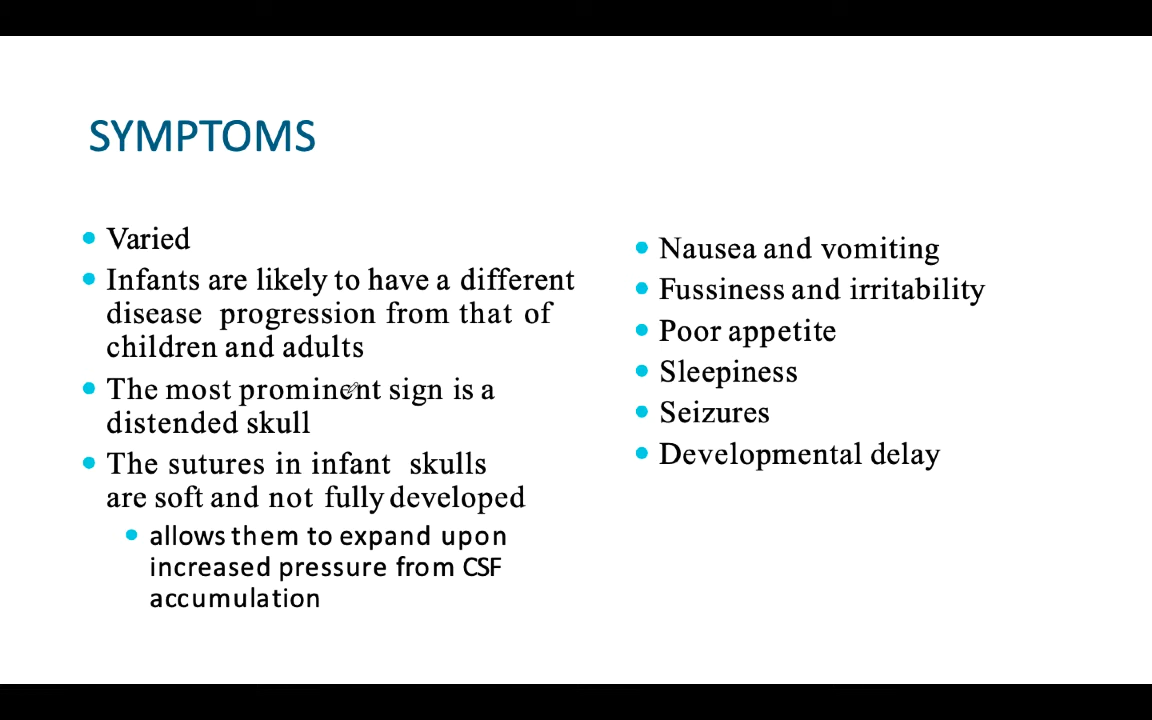 SYMPTOMS
• Varied
• Infants are likely to have a different
disease progression from that of
children and adults
• The most prominent sign is a
distended skull
• The sutures in infant skulls
are soft and not fully developed
• allows them to expand upon
increased pressure from CSF
accumulation
• Nausea and vomiting
• Fussiness and irritability
• Poor appetite
• Sleepiness
• Seizures
• Developmental delay